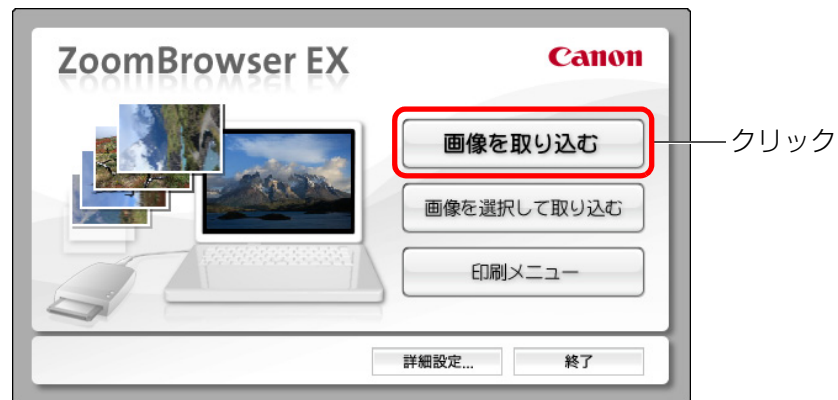 ZoomBrowser EX
Canon
画像を取り込む
クリック
画像を選択して取り込む
印刷メニュー
詳細設定...
終了